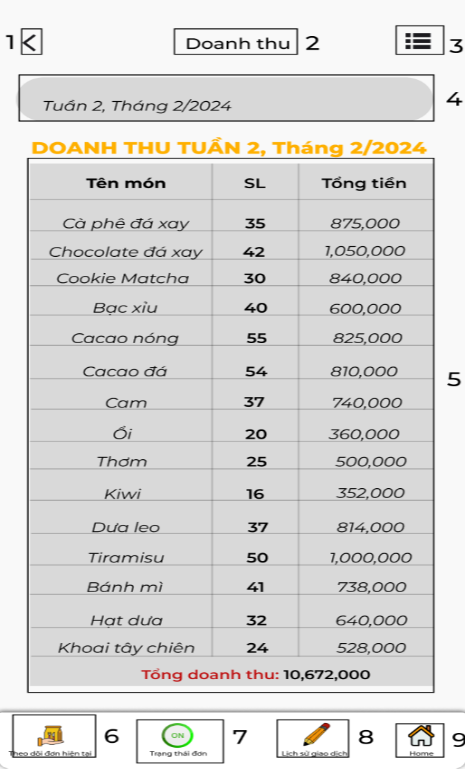 1 Doanh thu 2 3
Tuần 2, Tháng 2/2024 4
DOANH THU TUẦN 2, Tháng 2/2024
Tên món SL Tổng tiền
Cà phê đá xay 35 875,000
Chocolate đá xay 42 1,050,000
Cookie Matcha 30 840,000
Bạc xỉu 40 600,000
Cacao nóng 55 825,000
Cacao đá 54 810,000
5
Cam 37 740,000
Ổi 20 360,000
Thơm 25 500,000
Kiwi 16 352,000
Dưa leo 37 814,000
Tiramisu 50 1,000,000
Bánh mì 41 738,000
Hạt dưa 32 640,000
Khoai tây chiên 24 528,000
Tổng doanh thu: 10,672,000
6 ON 7 8 9
Theo dõi đơn hiện tại Trạng thái đơn Lịch sử giao dịch Home